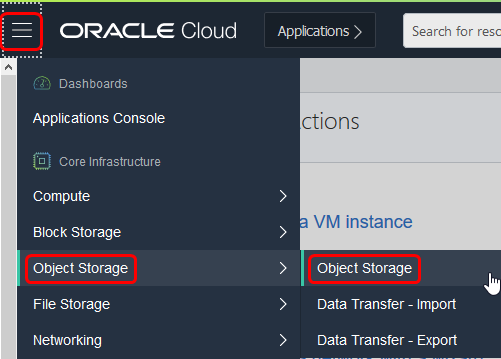 ORACLE Cloud
Applications >
Search for reso
Dashboards
Applications Console
Core Infrastructure
Compute
Block Storage
Object Storage
File Storage
Networking
ctions
a VM instance
Object Storage
Data Transfer - Import
Data Transfer - Export